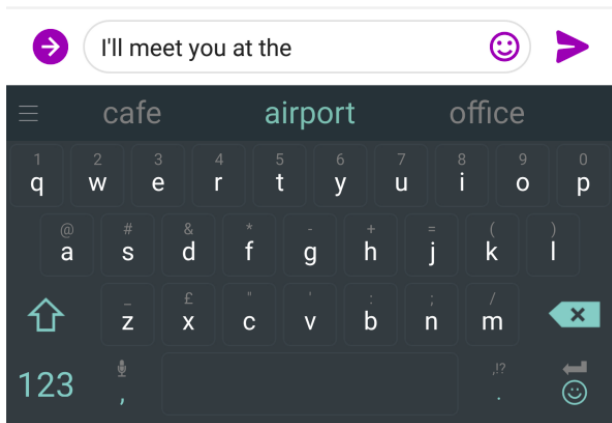 I'll meet you at the
cafe airport office
1 2 3 4 5 6 7 8 9 0
q w e r t y u i o p
@ # & * - + = ( )
a s d f g h j k l
_ £ " ' : ; /
z x c v b n m
123 , ,!? .